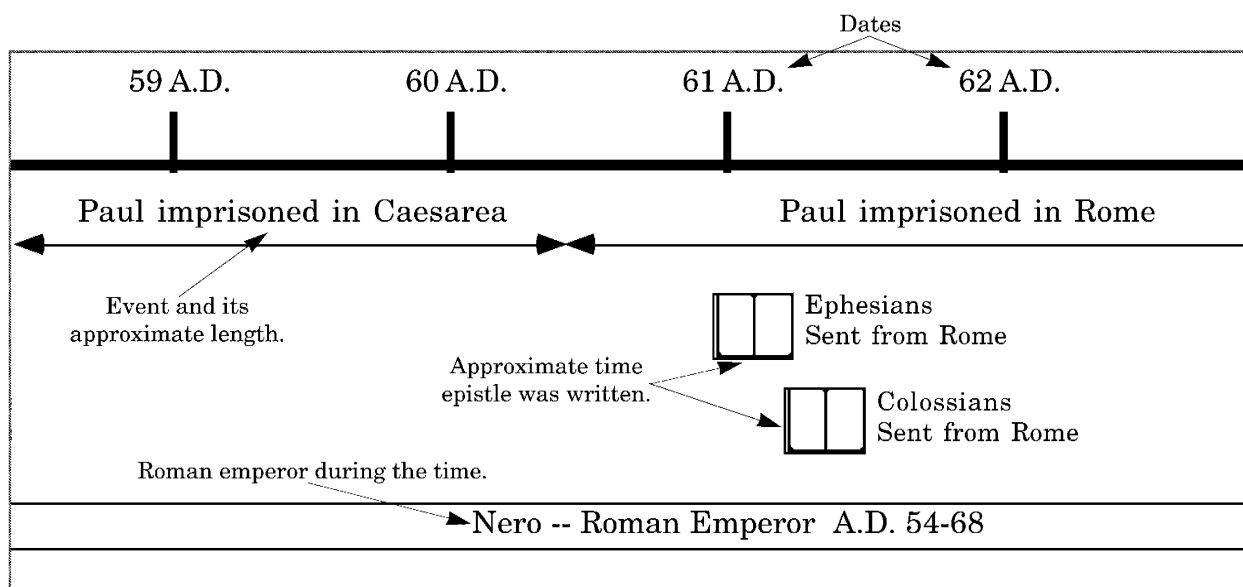 Dates
59 A.D. 60 A.D. 61 A.D. 62 A.D.
Paul imprisoned in Caesarea Paul imprisoned in Rome
Event and its
approximate length.
Ephesians
Sent from Rome
Approximate time
epistle was written.
Colossians
Sent from Rome
Roman emperor during the time.
Nero -- Roman Emperor A.D. 54-68